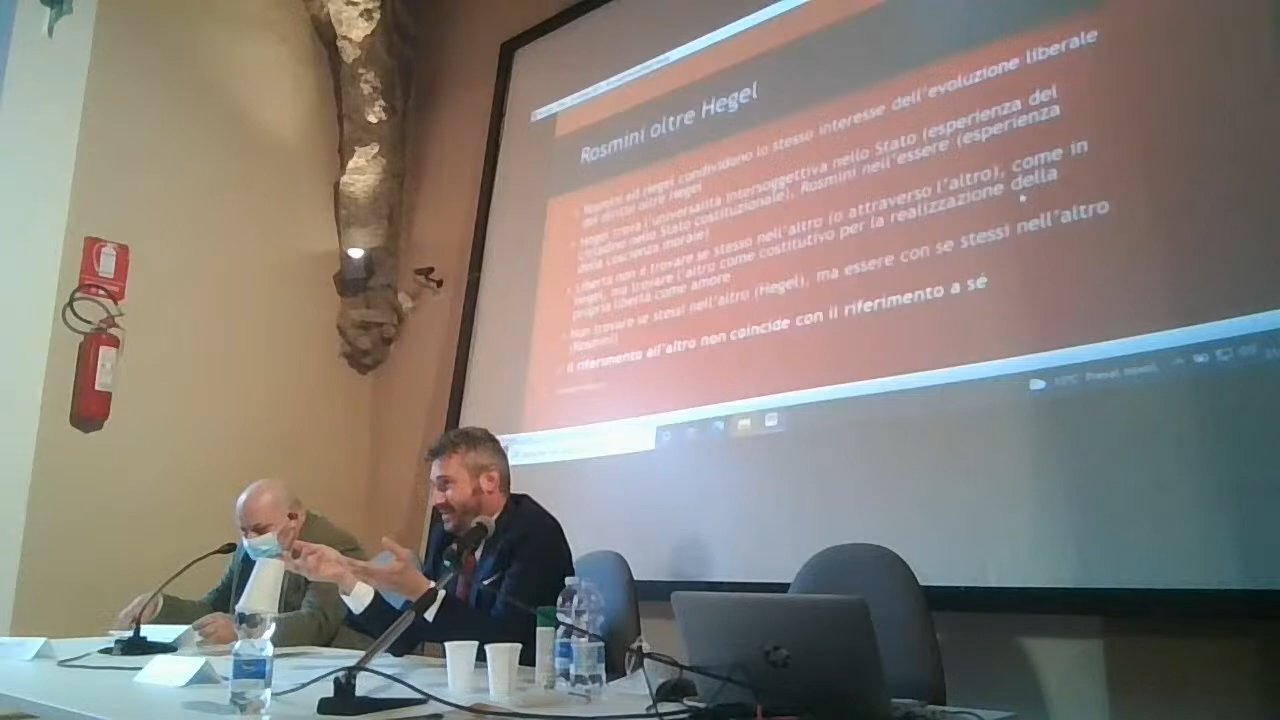 Rosmini oltre Hegel
Rosmini ed Hegel condividono lo stesso interesse dell'evoluzione liberale
del diritto oltre Hegel
Hegel trova l'universalità intersoggettiva nello Stato (esperienza del
cittadino nello Stato costituzionale), Rosmini nell'essere (esperienza
della coscienza morale)
Libertà non è trovare se stesso nell'altro (o attraverso l'altro), come in
Hegel, ma trovare l'altro come costitutivo per la realizzazione della
propria libertà come amore
Non trovare se stessi nell'altro (Hegel), ma essere con se stessi nell'altro
(Rosmini)
Il riferimento all'altro non coincide con il riferimento a sé